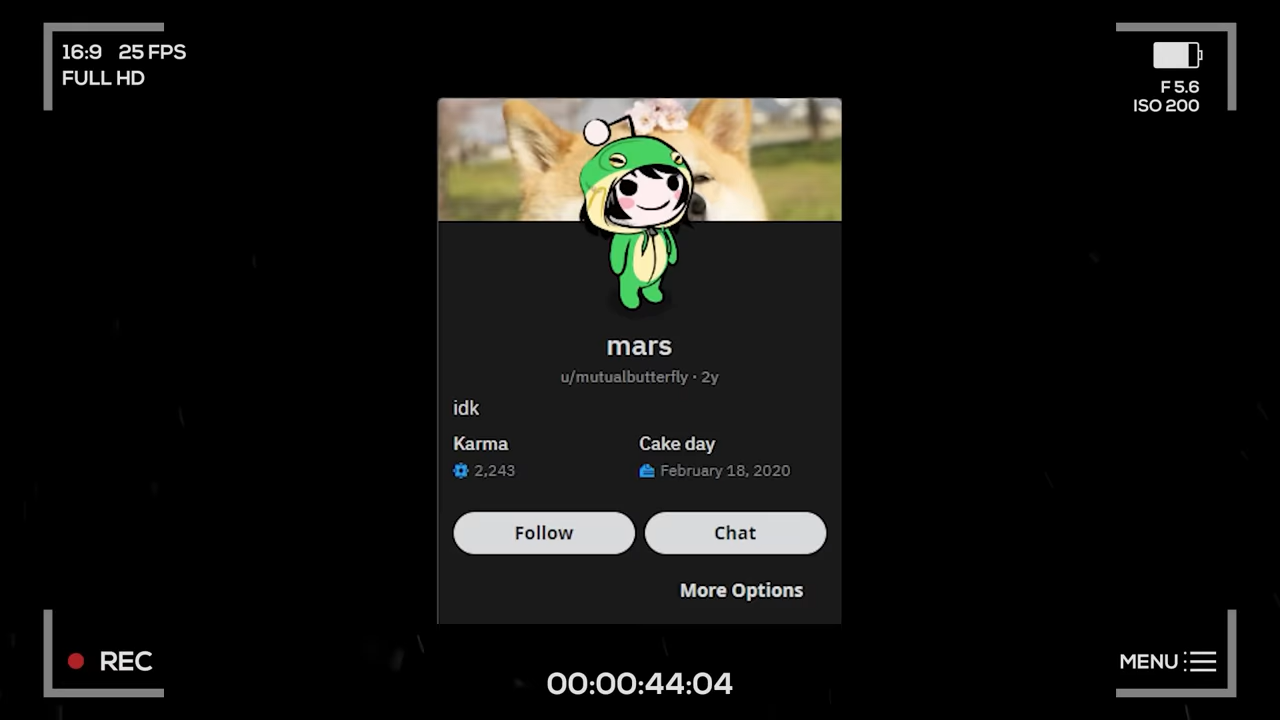 16:9 25 FPS
FULL HD
F 5.6
ISO 200
mars
u/mutualbutterfly · 2y
idk
Karma
Cake day
2,243
February 18, 2020
Follow
Chat
More Options
REC
MENU
00:00:44:04